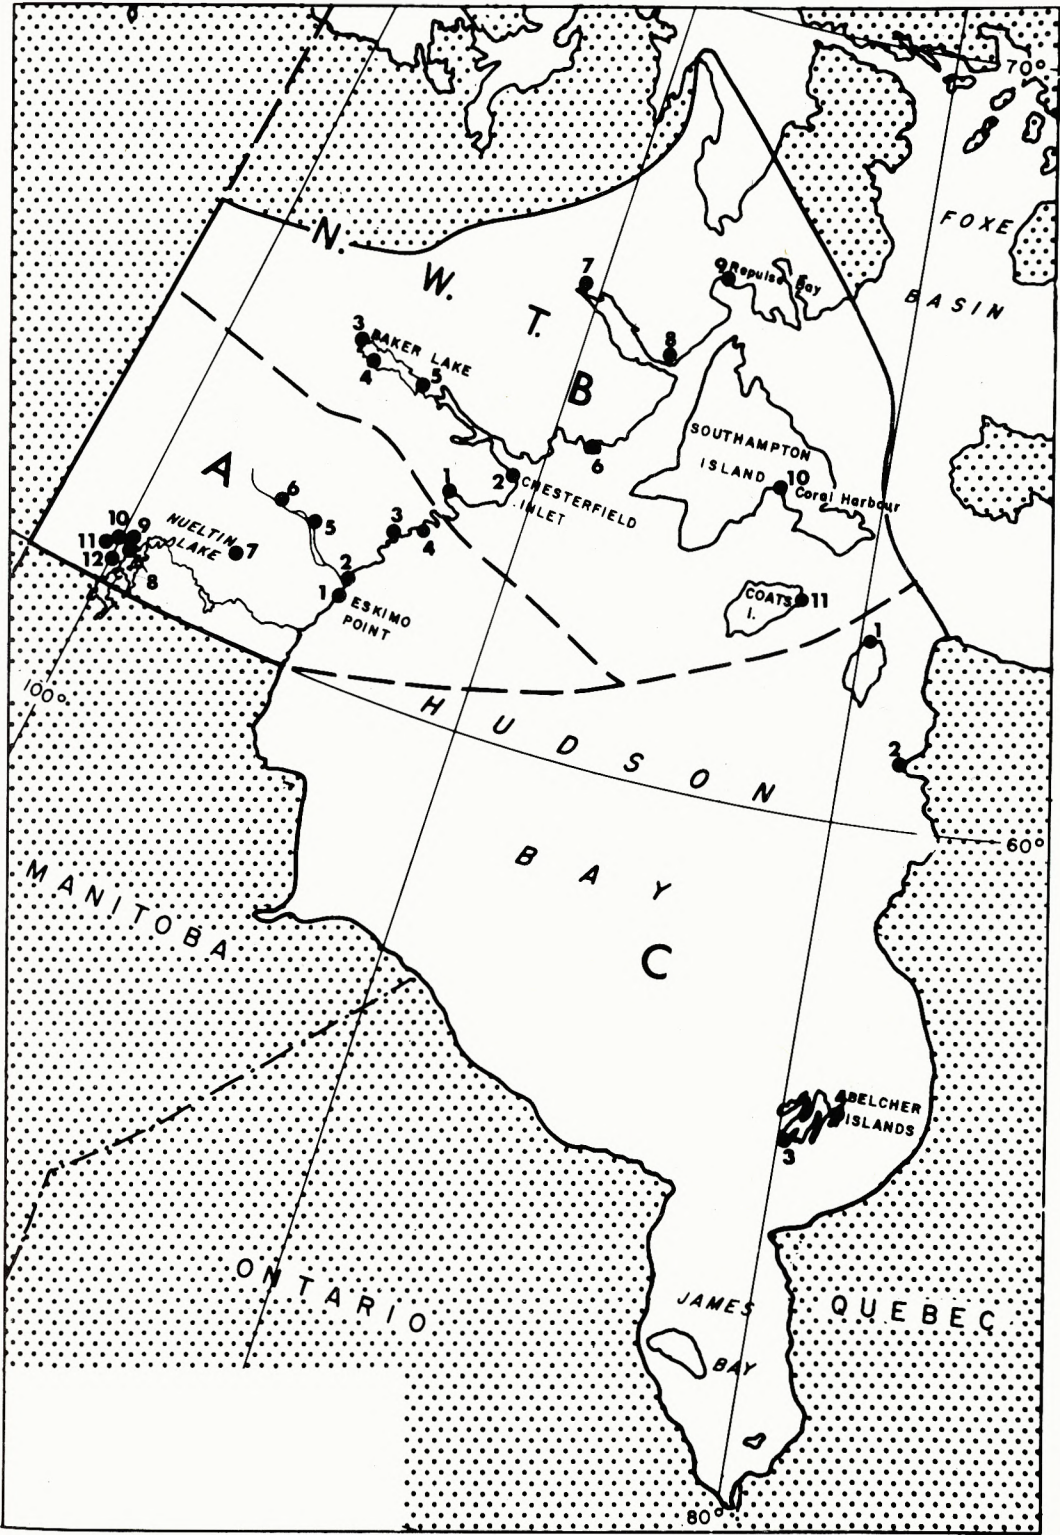 70°
FOXE
BASIN
N. W. T.
7
9 Repulse Bay
3 BAKER LAKE
4
5
8
B
6
SOUTHAMPTON
ISLAND
10
Coral Harbour
A
1
2
CHESTERFIELD
INLET
6
5
3
4
10
9
11
12
8
NUELTIN
LAKE
7
2
1
ESKIMO
POINT
COATS
I.
11
1
100°
HUDSON
2
60°
BAY
MANITOBA
C
4 BELCHER
ISLANDS
3
ONTARIO
JAMES
BAY
QUEBEC
80°